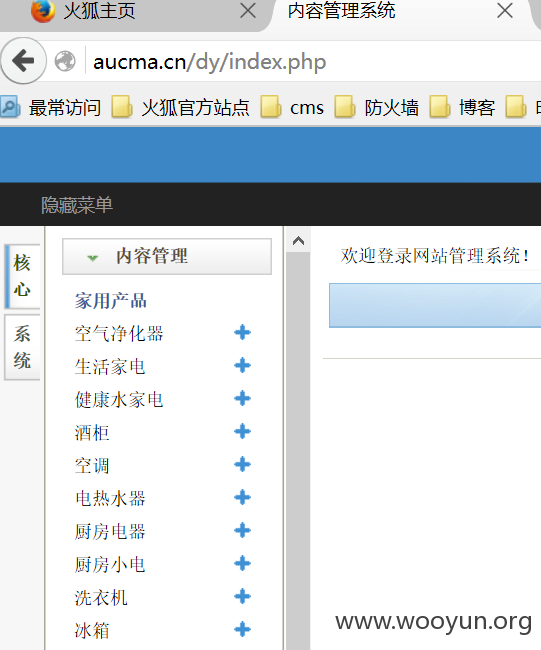 火狐主页
内容管理系统
aucma.cn/dy/index.php
最常访问 火狐官方站点 cms 防火墙 博客
隐藏菜单
核心
系统
内容管理
欢迎登录网站管理系统！
家用产品
空气净化器
生活家电
健康水家电
酒柜
空调
电热水器
厨房电器
厨房小电
洗衣机
冰箱
www.wooyun.org